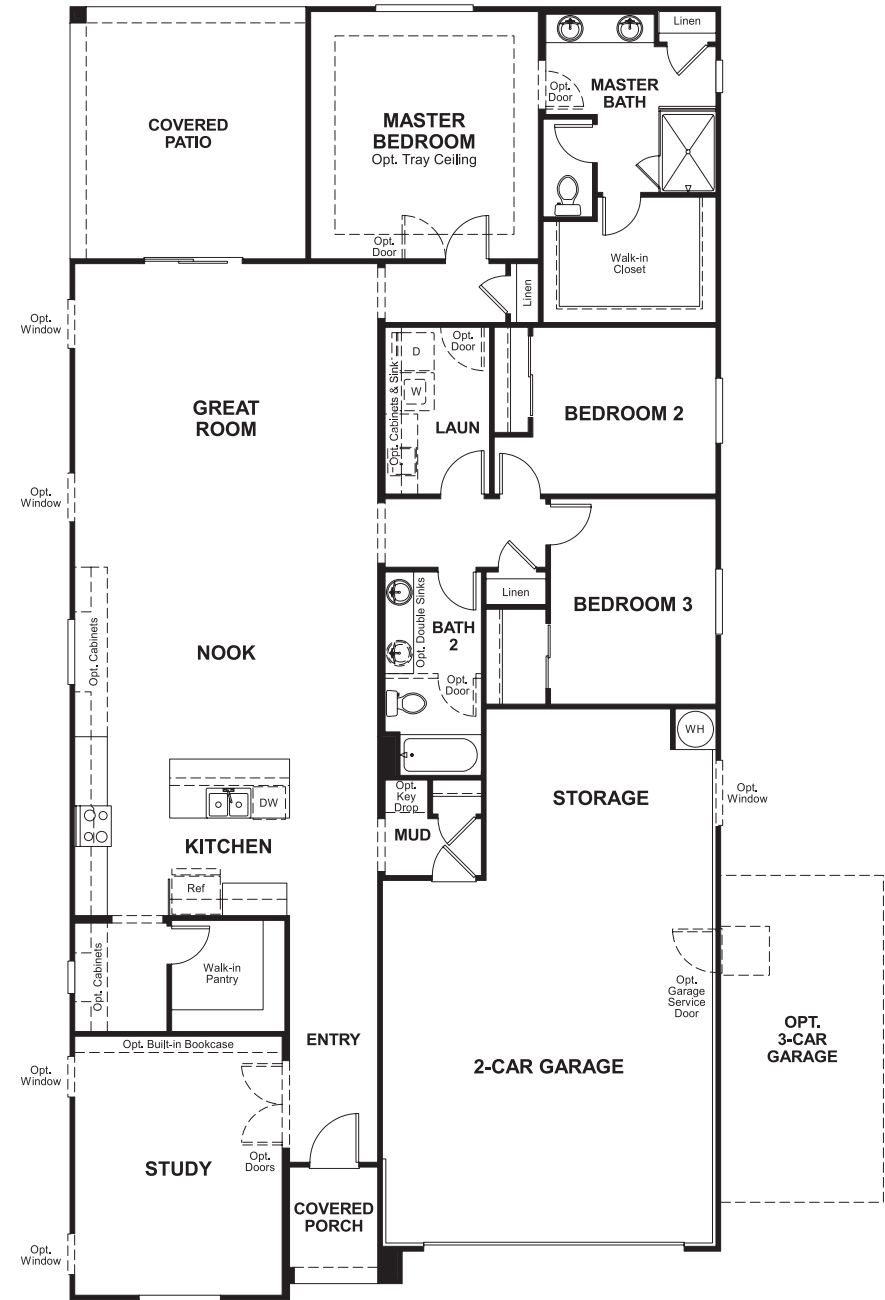 Linen
MASTER
BATH
Opt.
Door
COVERED
PATIO
MASTER
BEDROOM
Opt. Tray Ceiling
Opt.
Door
Walk-in
Closet
Linen
Opt.
Window
GREAT
ROOM
Opt.
Window
Opt.
Door
D
W
Opt. Cabinets & Sink
LAUN
BEDROOM 2
Linen
BEDROOM 3
Opt. Cabinets
NOOK
Opt. Double Sinks
BATH
2
Opt.
Door
WH
Opt.
Window
STORAGE
Opt.
Key
Drop
MUD
DW
KITCHEN
Ref
Opt. Cabinets
Walk-in
Pantry
Opt.
Garage
Service
Door
OPT.
3-CAR
GARAGE
2-CAR GARAGE
ENTRY
Opt. Built-in Bookcase
Opt.
Window
Opt.
Doors
STUDY
COVERED
PORCH
Opt.
Window